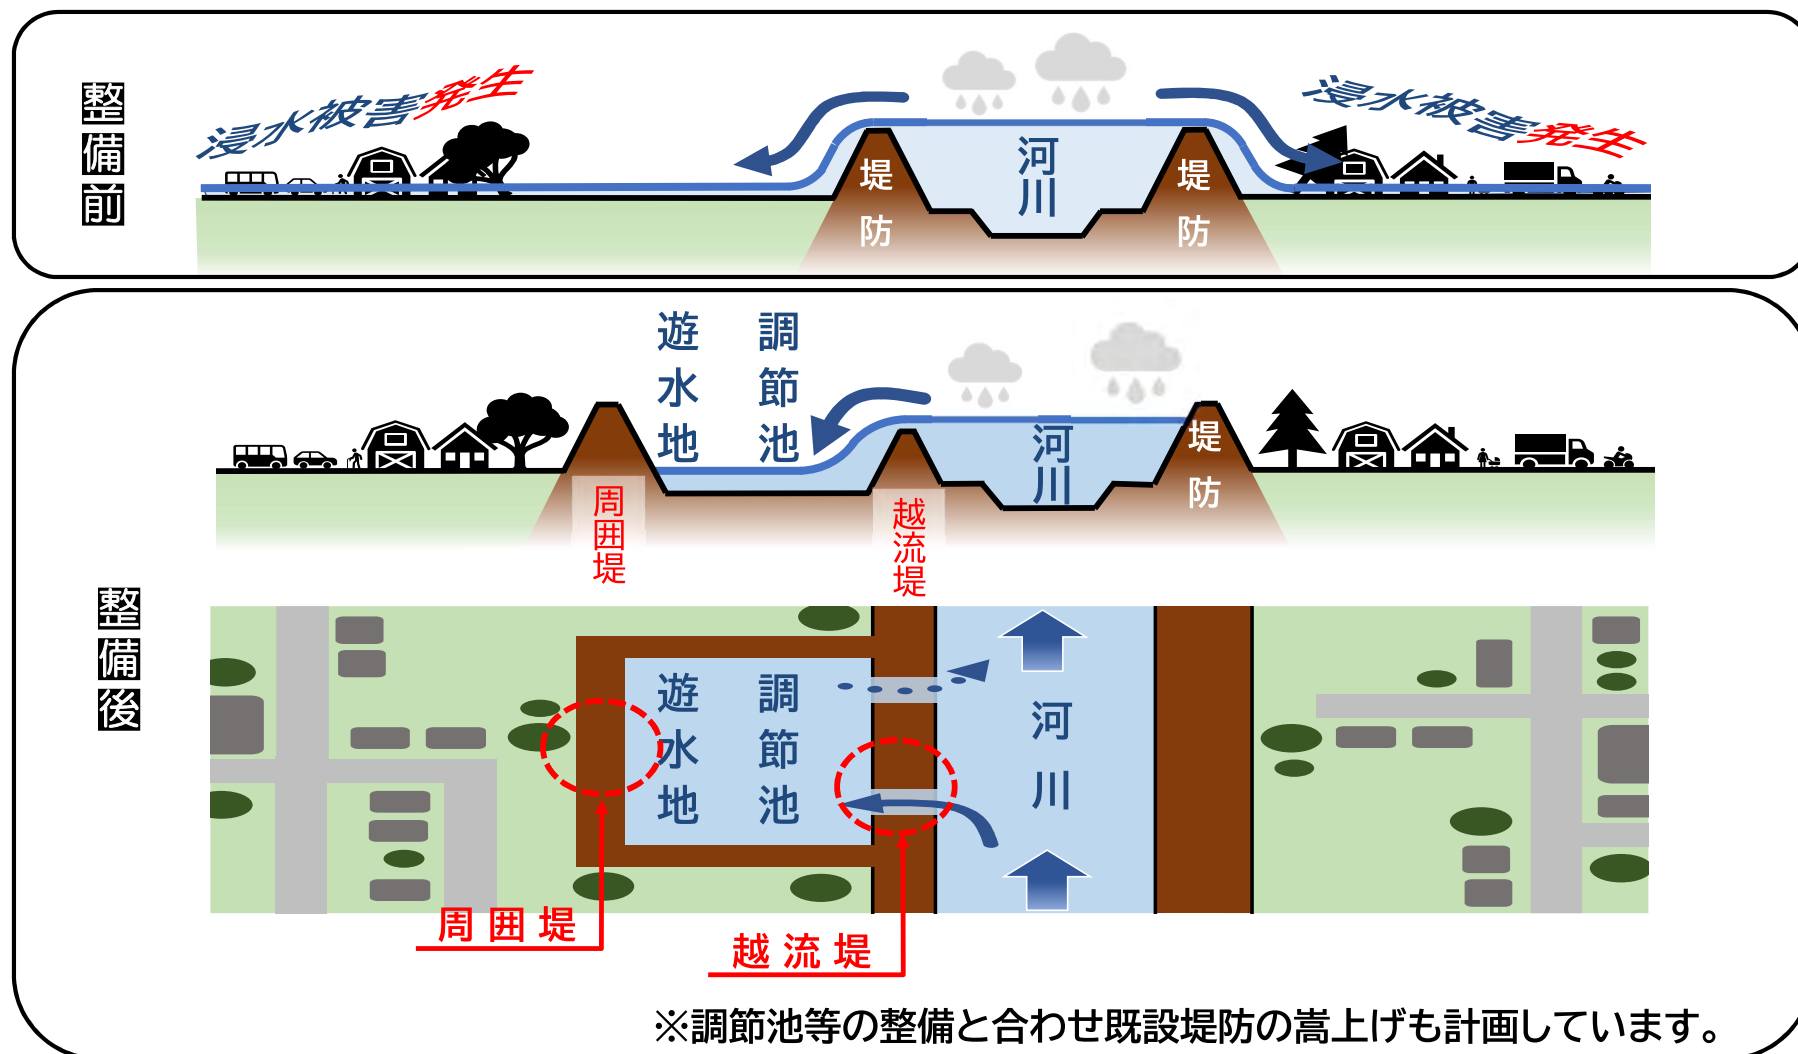 整備前
浸水被害発生
浸水被害発生
堤防
河川
堤防
整備後
調節池
遊水地
河川
堤防
周囲堤
越流堤
調節池
遊水地
河川
周囲堤
越流堤
※調節池等の整備と合わせ既設堤防の嵩上げも計画しています。